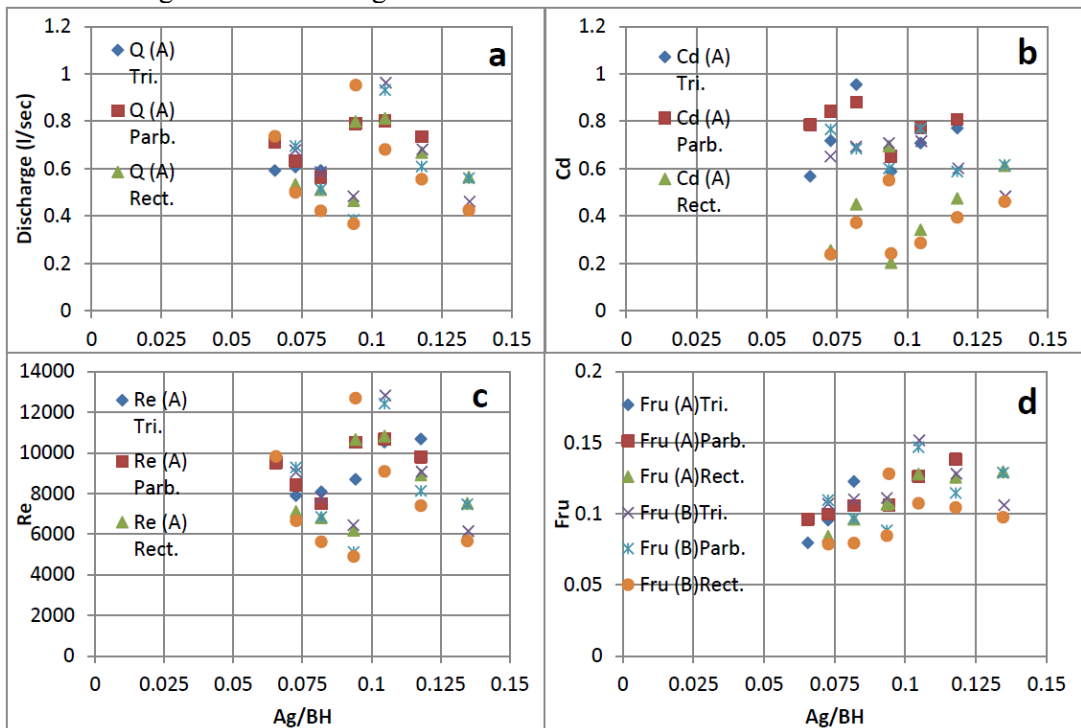 1.2
1
0.8
0.6
0.4
0.2
0
Discharge (l/sec)
Q (A)
Tri.
Q (A)
Parb.
Q (A)
Rect.
a
0 0.025 0.05 0.075 0.1 0.125 0.15
1.2
1
0.8
0.6
0.4
0.2
0
Cd
Cd (A)
Tri.
Cd (A)
Parb.
Cd (A)
Rect.
b
0 0.025 0.05 0.075 0.1 0.125 0.15
14000
12000
10000
8000
6000
4000
2000
0
Re
Re (A)
Tri.
Re (A)
Parb.
Re (A)
Rect.
c
0 0.025 0.05 0.075 0.1 0.125 0.15
Ag/BH
0.2
0.15
0.1
0.05
0
Fru
Fru (A)Tri.
Fru (A)Parb.
Fru (A)Rect.
Fru (B)Tri.
Fru (B)Parb.
Fru (B)Rect.
d
0 0.025 0.05 0.075 0.1 0.125 0.15
Ag/BH